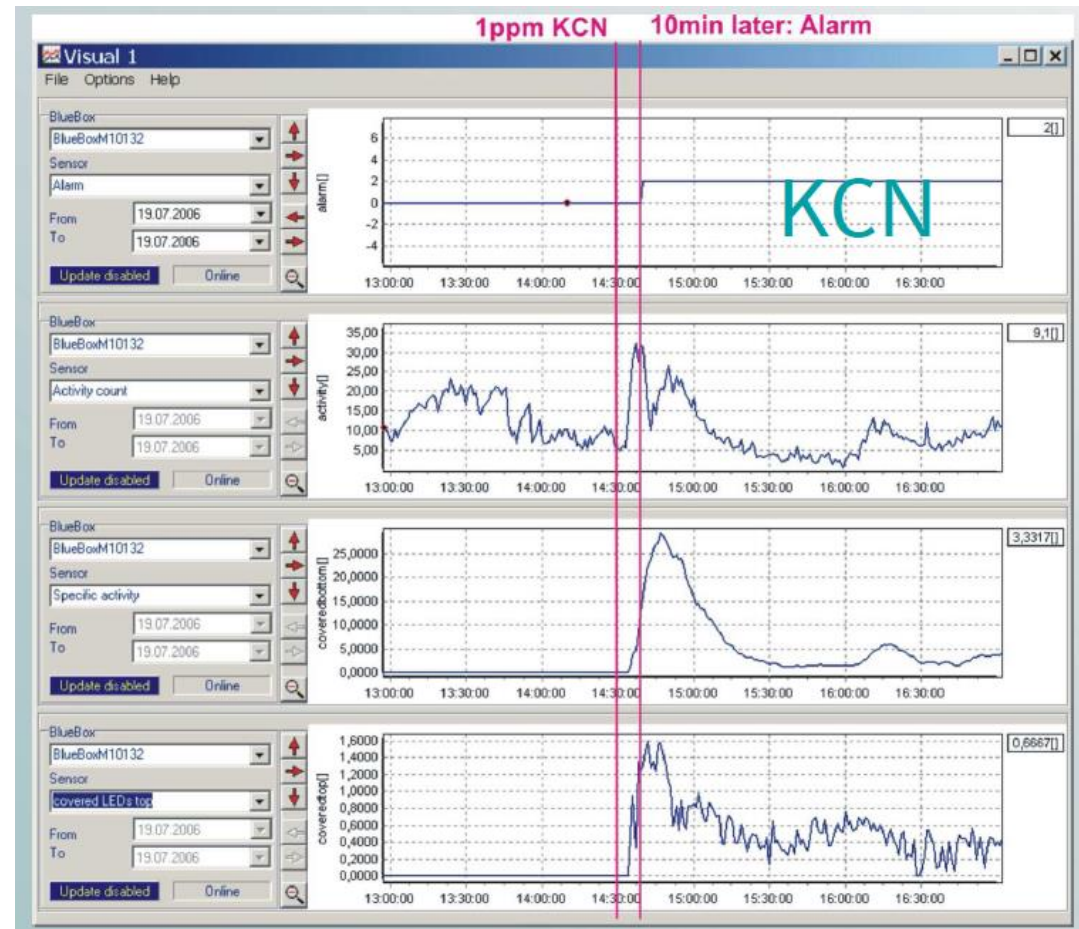 1ppm KCN 10min later: Alarm
Visual 1
File Options Help
BlueBox
BlueBoxM10132
Sensor
Alarm
From 19.07.2006
To 19.07.2006
Update disabled Online
alarm[]
6
4
2
0
-2
-4
13:00:00 13:30:00 14:00:00 14:30:00 15:00:00 15:30:00 16:00:00 16:30:00
KCN
2[]
BlueBox
BlueBoxM10132
Sensor
Activity count
From 19.07.2006
To 19.07.2006
Update disabled Online
activity[]
35,00
30,00
25,00
20,00
15,00
10,00
5,00
13:00:00 13:30:00 14:00:00 14:30:00 15:00:00 15:30:00 16:00:00 16:30:00
9,1[]
BlueBox
BlueBoxM10132
Sensor
Specific activity
From 19.07.2006
To 19.07.2006
Update disabled Online
coveredbottom[]
25,0000
20,0000
15,0000
10,0000
5,0000
0,0000
13:00:00 13:30:00 14:00:00 14:30:00 15:00:00 15:30:00 16:00:00 16:30:00
3,3317[]
BlueBox
BlueBoxM10132
Sensor
covered LEDs top
From 19.07.2006
To 19.07.2006
Update disabled Online
coveredtop[]
1,6000
1,4000
1,2000
1,0000
0,8000
0,6000
0,4000
0,2000
0,0000
13:00:00 13:30:00 14:00:00 14:30:00 15:00:00 15:30:00 16:00:00 16:30:00
0,6667[]